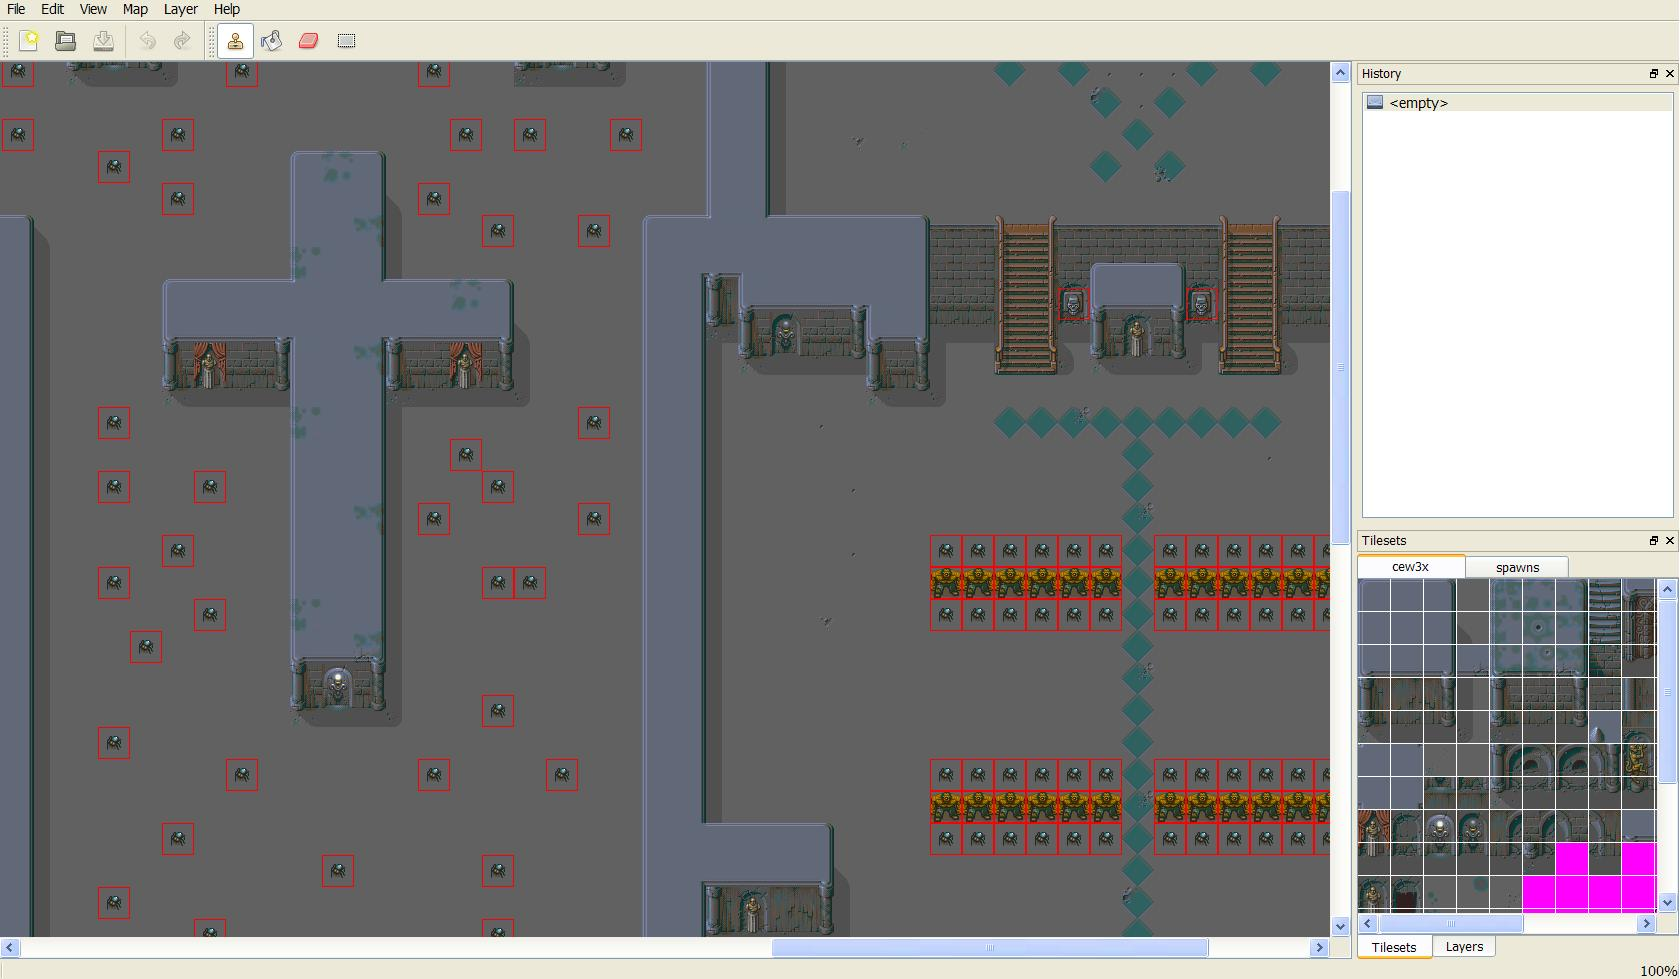 File Edit View Map Layer Help
History
<empty>
Tilesets
cew3x spawns
Tilesets Layers
100%